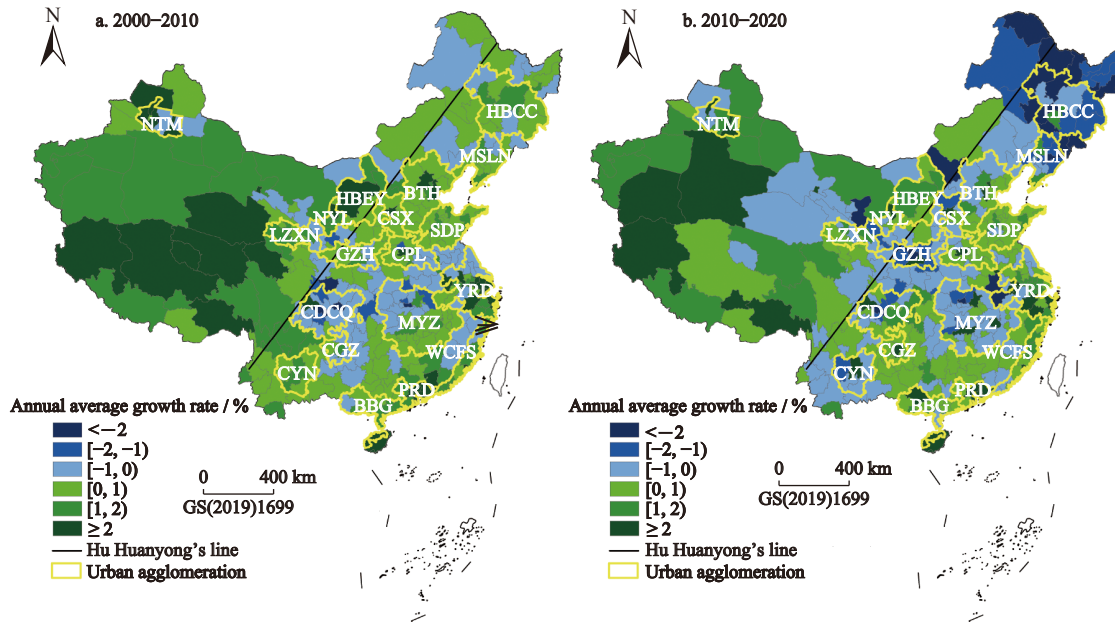 N
a. 2000−2010
NTM
HBCC
MSLN
BTH
HBEY
NYL
CSX
LZXN
SDP
GZH
CPL
YRD
CDCQ
MYZ
CGZ
WCFS
CYN
PRD
BBG
Annual average growth rate / %
<−2
[−2, −1)
[−1, 0)
[0, 1)
[1, 2)
≥2
Hu Huanyong's line
Urban agglomeration
0 400 km
GS(2019)1699
N
b. 2010−2020
NTM
HBCC
MSLN
BTH
HBEY
NYL
CSX
LZXN
SDP
GZH
CPL
YRD
CDCQ
MYZ
CGZ
WCFS
CYN
PRD
BBG
Annual average growth rate / %
<−2
[−2, −1)
[−1, 0)
[0, 1)
[1, 2)
≥2
Hu Huanyong's line
Urban agglomeration
0 400 km
GS(2019)1699